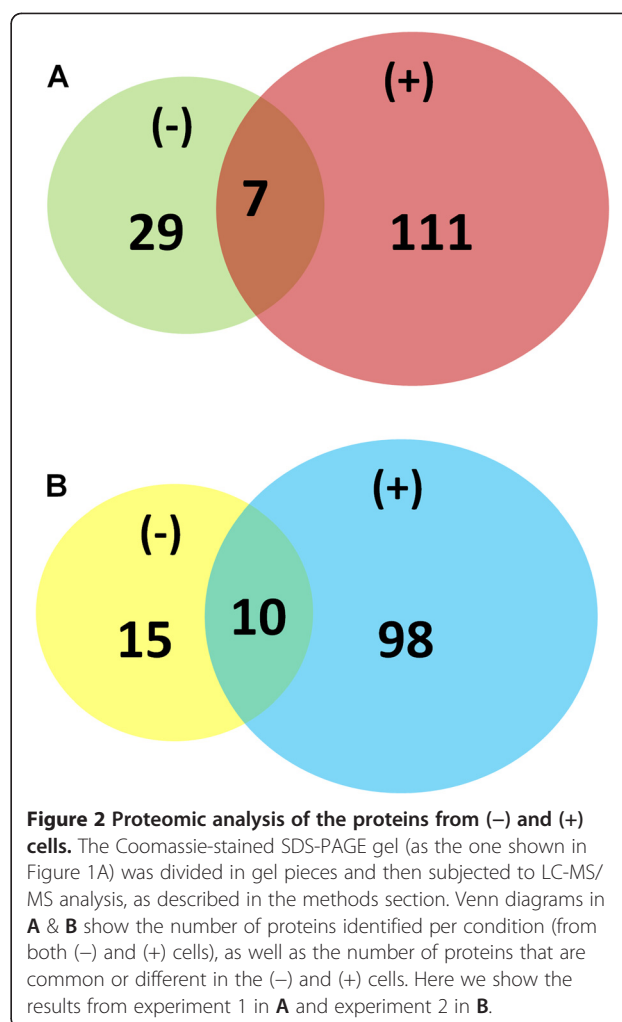 A
(-)
(+)
29
7
111
B
(-)
(+)
15
10
98
Figure 2 Proteomic analysis of the proteins from (−) and (+)
cells. The Coomassie-stained SDS-PAGE gel (as the one shown in
Figure 1A) was divided in gel pieces and then subjected to LC-MS/
MS analysis, as described in the methods section. Venn diagrams in
A & B show the number of proteins identified per condition (from
both (−) and (+) cells), as well as the number of proteins that are
common or different in the (−) and (+) cells. Here we show the
results from experiment 1 in A and experiment 2 in B.